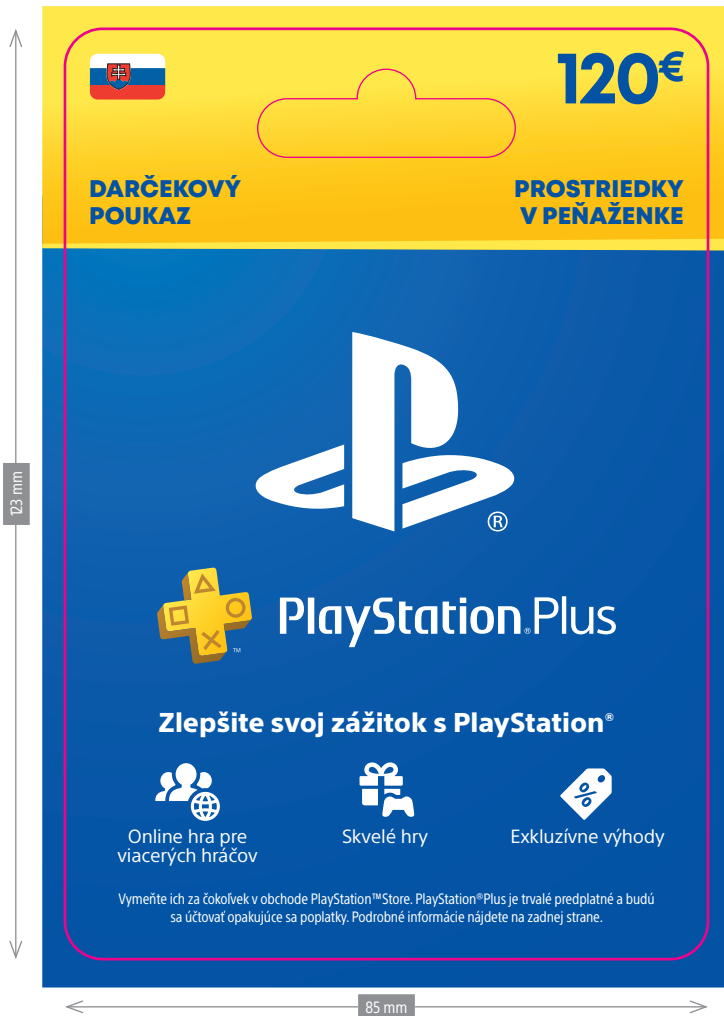 120€
DARČEKOVÝ
POUKAZ
PROSTRIEDKY
V PEŇAŽENKE
123 mm
®
PlayStation®Plus
TM
Zlepšite svoj zážitok s PlayStation®
Online hra pre
viacerých hráčov
Skvelé hry
Exkluzívne výhody
Vymeňte ich za čokoľvek v obchode PlayStation™Store. PlayStation®Plus je trvalé predplatné a budú
sa účtovať opakujúce sa poplatky. Podrobné informácie nájdete na zadnej strane.
85 mm